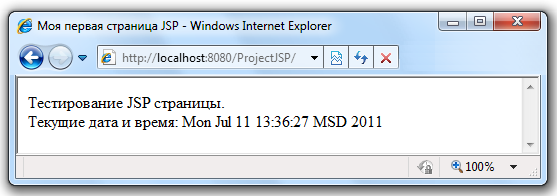 Моя первая страница JSP - Windows Internet Explorer
http://localhost:8080/ProjectJSP/
Тестирование JSP страницы.
Текущие дата и время: Mon Jul 11 13:36:27 MSD 2011
100%